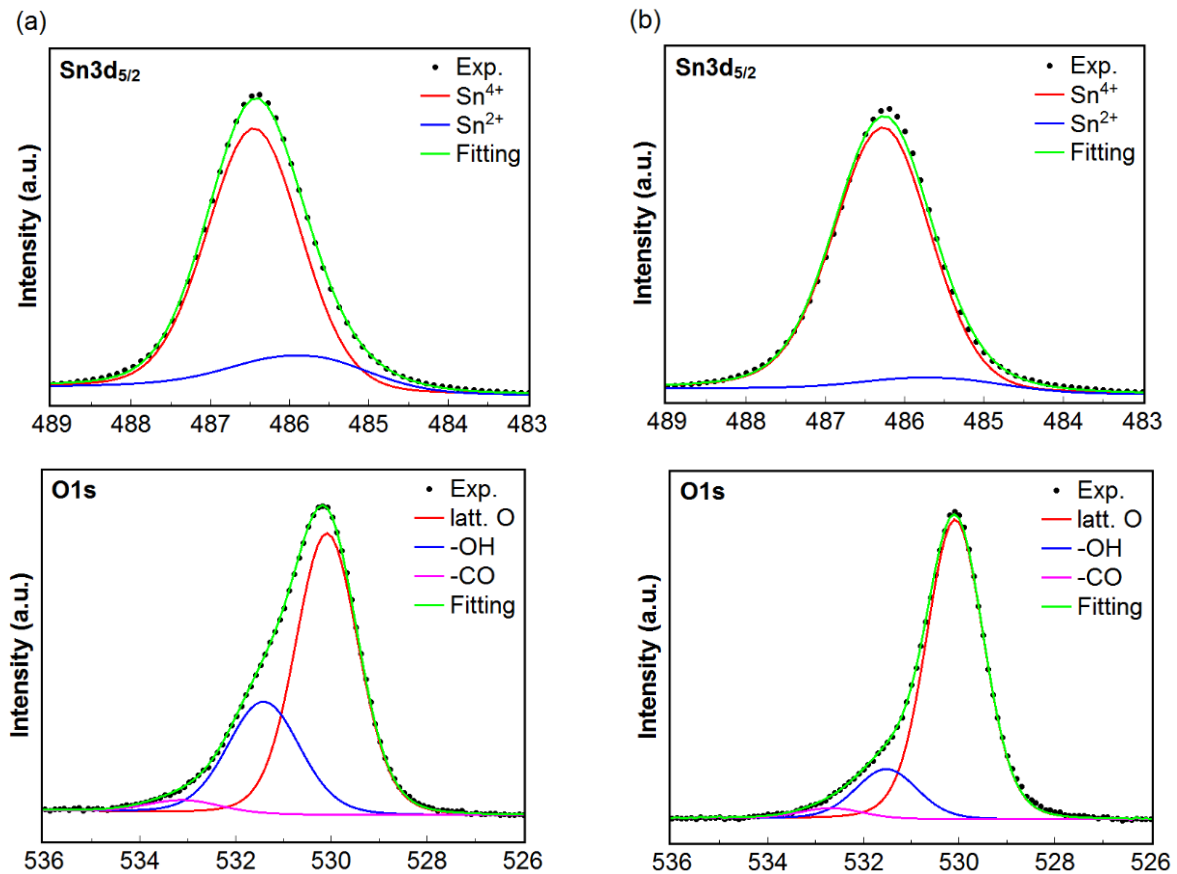 (a)
Sn3d5/2
Exp.
Sn4+
Sn2+
Fitting
Intensity (a.u.)
489 488 487 486 485 484 483
(b)
Sn3d5/2
Exp.
Sn4+
Sn2+
Fitting
Intensity (a.u.)
489 488 487 486 485 484 483
O1s
Exp.
latt. O
-OH
-CO
Fitting
Intensity (a.u.)
536 534 532 530 528 526
O1s
Exp.
latt. O
-OH
-CO
Fitting
Intensity (a.u.)
536 534 532 530 528 526